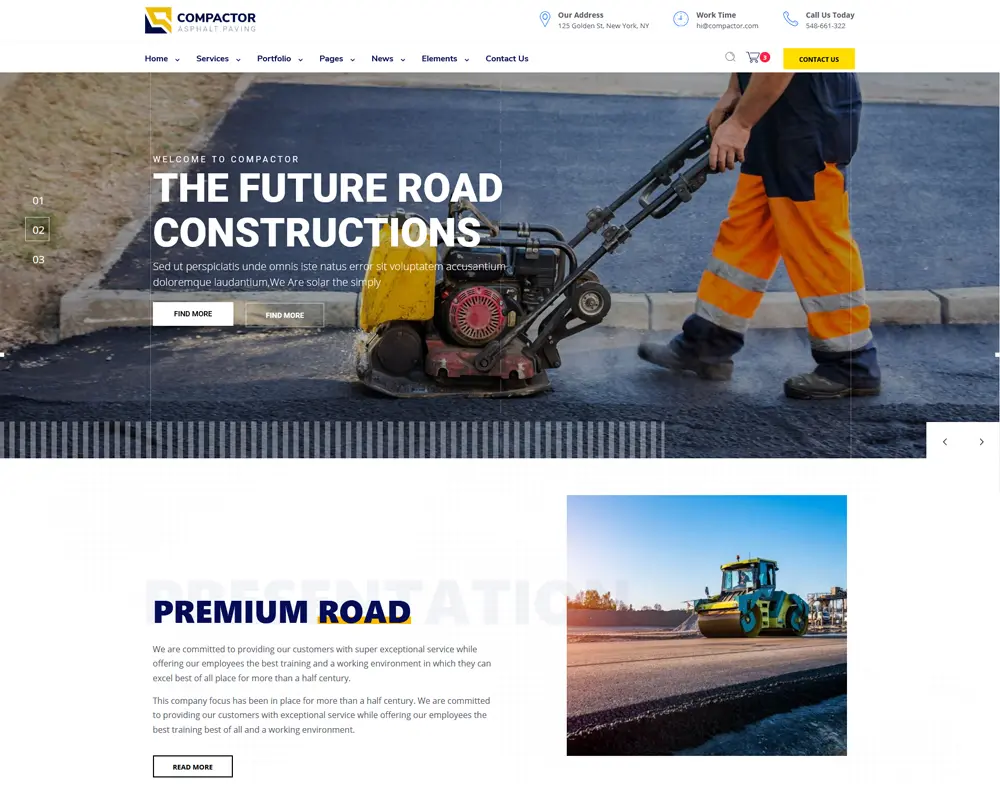 COMPACTOR
ASPHALT PAVING
Our Address
125 Golden St, New York, NY
Work Time
hi@compactor.com
Call Us Today
548-661-322
Home
Services
Portfolio
Pages
News
Elements
Contact Us
3
CONTACT US
WELCOME TO COMPACTOR
THE FUTURE ROAD
CONSTRUCTIONS
Sed ut perspiciatis unde omnis iste natus error sit voluptatem accusantium
doloremque laudantium,We Are solar the simply
FIND MORE
FIND MORE
01
02
03
PRESENTATION
PREMIUM ROAD
We are committed to providing our customers with super exceptional service while
offering our employees the best training and a working environment in which they can
excel best of all place for more than a half century.
This company focus has been in place for more than a half century. We are committed
to providing our customers with exceptional service while offering our employees the
best training best of all and a working environment.
READ MORE